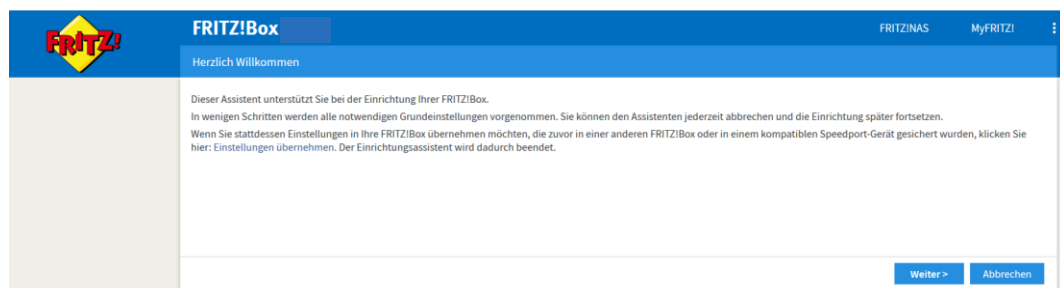 FRITZ!
FRITZ!Box
FRITZ!NAS
MyFRITZ!
Herzlich Willkommen
Dieser Assistent unterstützt Sie bei der Einrichtung Ihrer FRITZ!Box.
In wenigen Schritten werden alle notwendigen Grundeinstellungen vorgenommen. Sie können den Assistenten jederzeit abbrechen und die Einrichtung später fortsetzen.
Wenn Sie stattdessen Einstellungen in Ihre FRITZ!Box übernehmen möchten, die zuvor in einer anderen FRITZ!Box oder in einem kompatiblen Speedport-Gerät gesichert wurden, klicken Sie
hier: Einstellungen übernehmen. Der Einrichtungsassistent wird dadurch beendet.
Weiter >
Abbrechen